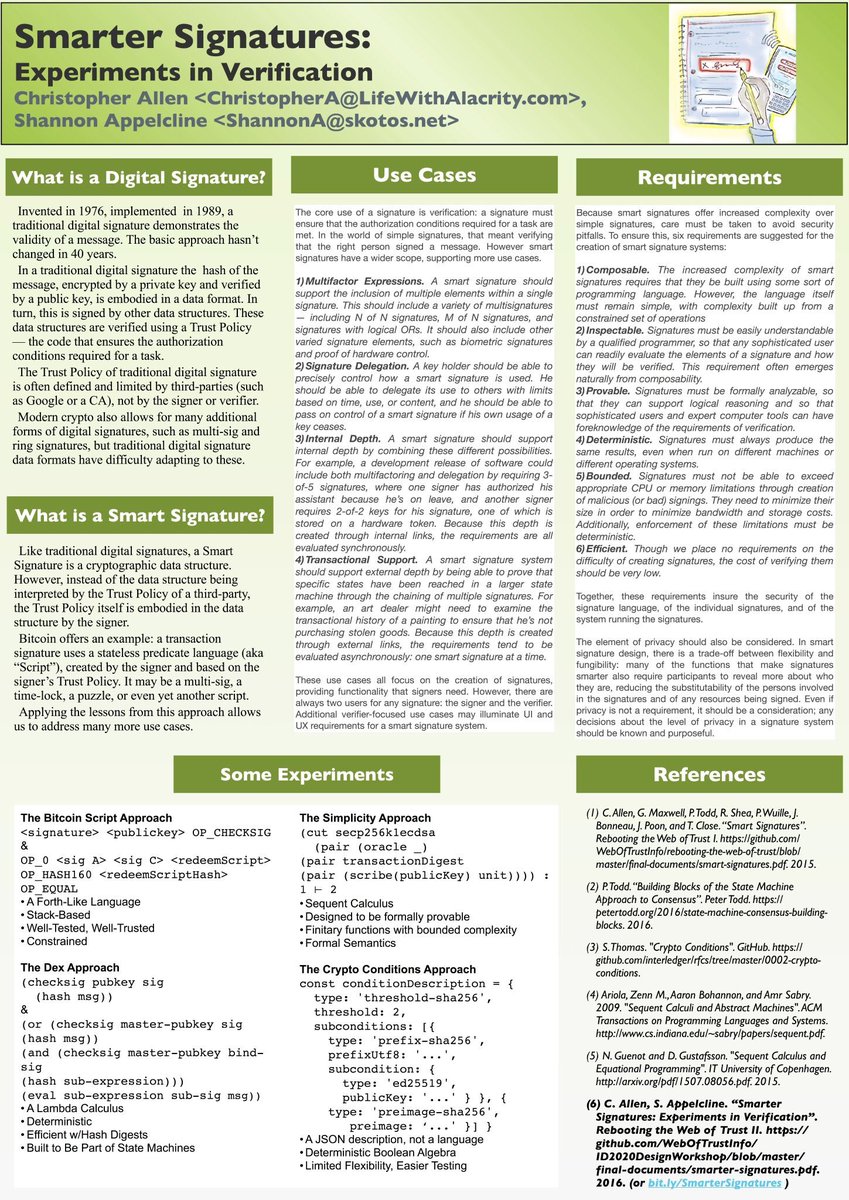 Smarter Signatures:
Experiments in Verification
Christopher Allen <ChristopherA@LifeWithAlacrity.com>,
Shannon Appelcline <ShannonA@skotos.net>
What is a Digital Signature?
Invented in 1976, implemented in 1989, a
traditional digital signature demonstrates the
validity of a message. The basic approach hasn't
changed in 40 years.
In a traditional digital signature the hash of the
message, encrypted by a private key and verified
by a public key, is embodied in a data format. In
turn, this is signed by other data structures. These
data structures are verified using a Trust Policy
— the code that ensures the authorization
conditions required for a task.
The Trust Policy of traditional digital signature
is often defined and limited by third-parties (such
as Google or a CA), not by the signer or verifier.
Modern crypto also allows for many additional
forms of digital signatures, such as multi-sig and
ring signatures, but traditional digital signature
data formats have difficulty adapting to these.
What is a Smart Signature?
Like traditional digital signatures, a Smart
Signature is a cryptographic data structure.
However, instead of the data structure being
interpreted by the Trust Policy of a third-party,
the Trust Policy itself is embodied in the data
structure by the signer.
Bitcoin offers an example: a transaction
signature uses a stateless predicate language (aka
“Script”), created by the signer and based on the
signer's Trust Policy. It may be a multi-sig, a
time-lock, a puzzle, or even yet another script.
Applying the lessons from this approach allows
us to address many more use cases.
Use Cases
The core use of a signature is verification: a signature must
ensure that the authorization conditions required for a task are
met. In the world of simple signatures, that meant verifying
that the right person signed a message. However smart
signatures have a wider scope, supporting more use cases.
1) Multifactor Expressions. A smart signature should
support the inclusion of multiple elements within a single
signature. This should include a variety of multisignatures
— including N of N signatures, M of N signatures, and
signatures with logical ORs. It should also include other
varied signature elements, such as biometric signatures
and proof of hardware control.
2) Signature Delegation. A key holder should be able to
precisely control how a smart signature is used. He
should be able to delegate its use to others with limits
based on time, use, or content, and he should be able to
pass on control of a smart signature if his own usage of a
key ceases.
3) Internal Depth. A smart signature should support
internal depth by combining these different possibilities.
For example, a development release of software could
include both multifactoring and delegation by requiring 3-
of-5 signatures, where one signer has authorized his
assistant because he's on leave, and another signer
requires 2-of-2 keys for his signature, one of which is
stored on a hardware token. Because this depth is
created through internal links, the requirements are all
evaluated synchronously.
4) Transactional Support. A smart signature system
should support external depth by being able to prove that
specific states have been reached in a larger state
machine through the chaining of multiple signatures. For
example, an art dealer might need to examine the
transactional history of a painting to ensure that he's not
purchasing stolen goods. Because this depth is created
through external links, the requirements tend to be
evaluated asynchronously: one smart signature at a time.
These use cases all focus on the creation of signatures,
providing functionality that signers need. However, there are
always two users for any signature: the signer and the verifier.
Additional verifier-focused use cases may illuminate UI and
UX requirements for a smart signature system.
Requirements
Because smart signatures offer increased complexity over
simple signatures, care must be taken to avoid security
pitfalls. To ensure this, six requirements are suggested for the
creation of smart signature systems:
1) Composable. The increased complexity of smart
signatures requires that they be built using some sort of
programming language. However, the language itself
must remain simple, with complexity built up from a
constrained set of operations
2) Inspectable. Signatures must be easily understandable
by a qualified programmer, so that any sophisticated user
can readily evaluate the elements of a signature and how
they will be verified. This requirement often emerges
naturally from composability.
3) Provable. Signatures must be formally analyzable, so
that they can support logical reasoning and so that
sophisticated users and expert computer tools can have
foreknowledge of the requirements of verification.
4) Deterministic. Signatures must always produce the
same results, even when run on different machines or
different operating systems.
5) Bounded. Signatures must not be able to exceed
appropriate CPU or memory limitations through creation
of malicious (or bad) signings. They need to minimize their
size in order to minimize bandwidth and storage costs.
Additionally, enforcement of these limitations must be
deterministic.
6) Efficient. Though we place no requirements on the
difficulty of creating signatures, the cost of verifying them
should be very low.
Together, these requirements insure the security of the
signature language, of the individual signatures, and of the
system running the signatures.
The element of privacy should also be considered. In smart
signature design, there is a trade-off between flexibility and
fungibility: many of the functions that make signatures
smarter also require participants to reveal more about who
they are, reducing the substitutability of the persons involved
in the signatures and of any resources being signed. Even if
privacy is not a requirement, it should be a consideration; any
decisions about the level of privacy in a signature system
should be known and purposeful.
Some Experiments
The Bitcoin Script Approach
<signature> <publickey> OP_CHECKSIG
&
OP_0 <sig A> <sig C> <redeemScript>
OP_HASH160 <redeemScriptHash>
OP_EQUAL
• A Forth-Like Language
• Stack-Based
• Well-Tested, Well-Trusted
• Constrained
The Dex Approach
(checksig pubkey sig
(hash msg))
&
(or (checksig master-pubkey sig
(hash msg))
(and (checksig master-pubkey bind-
sig
(hash sub-expression)))
(eval sub-expression sub-sig msg))
• A Lambda Calculus
• Deterministic
• Efficient w/Hash Digests
• Built to Be Part of State Machines
The Simplicity Approach
(cut secp256k1ecdsa
(pair (oracle _)
(pair transactionDigest
(pair (scribe(publicKey) unit)))) :
1 ⊢ 2
• Sequent Calculus
• Designed to be formally provable
• Finitary functions with bounded complexity
• Formal Semantics
The Crypto Conditions Approach
const conditionDescription = {
type: 'threshold-sha256',
threshold: 2,
subconditions: [{
type: 'prefix-sha256',
prefixUtf8: '...',
subcondition: {
type: 'ed25519',
publicKey: '...' } }, {
type: 'preimage-sha256',
preimage: ‘...' }] }
• A JSON description, not a language
• Deterministic Boolean Algebra
• Limited Flexibility, Easier Testing
References
(1) C. Allen, G. Maxwell, P. Todd, R. Shea, P. Wuille, J.
Bonneau, J. Poon, and T. Close. “Smart Signatures”.
Rebooting the Web of Trust I. https://github.com/
WebOfTrustInfo/rebooting-the-web-of-trust/blob/
master/final-documents/smart-signatures.pdf. 2015.
(2) P. Todd. “Building Blocks of the State Machine
Approach to Consensus”. Peter Todd. https://
petertodd.org/2016/state-machine-consensus-building-
blocks. 2016.
(3) S. Thomas. "Crypto Conditions". GitHub. https://
github.com/interledger/rfcs/tree/master/0002-crypto-
conditions.
(4) Ariola, Zenn M., Aaron Bohannon, and Amr Sabry.
2009. "Sequent Calculi and Abstract Machines". ACM
Transactions on Programming Languages and Systems.
http://www.cs.indiana.edu/~sabry/papers/sequent.pdf.
(5) N. Guenot and D. Gustafsson. "Sequent Calculus and
Equational Programming". IT University of Copenhagen.
http://arxiv.org/pdf/1507.08056.pdf. 2015.
(6) C. Allen, S. Appelcline. “Smarter
Signatures: Experiments in Verification”.
Rebooting the Web of Trust II. https://
github.com/WebOfTrustInfo/
ID2020DesignWorkshop/blob/master/
final-documents/smarter-signatures.pdf.
2016. (or bit.ly/SmarterSignatures )